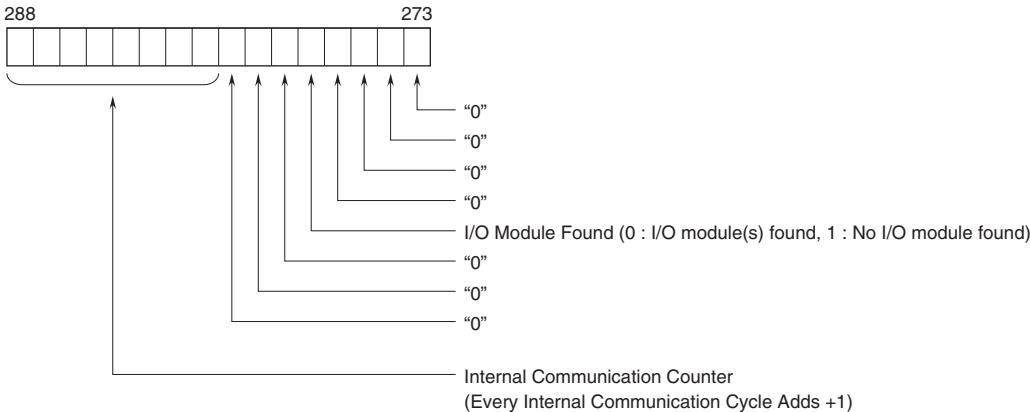 288 273
“0”
“0”
“0”
“0”
I/O Module Found (0 : I/O module(s) found, 1 : No I/O module found)
“0”
“0”
“0”
Internal Communication Counter
(Every Internal Communication Cycle Adds +1)